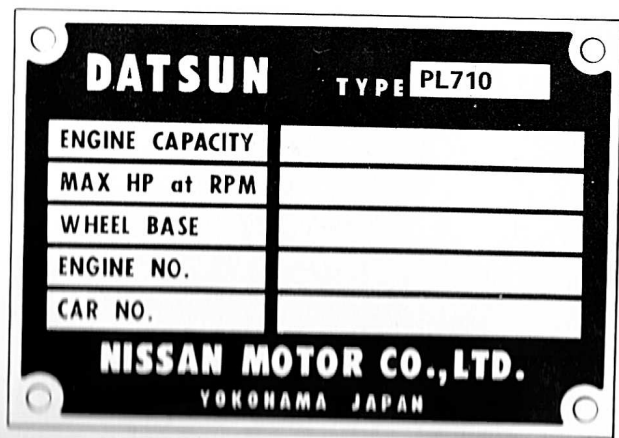 DATSUN TYPE PL710
ENGINE CAPACITY
MAX HP at RPM
WHEEL BASE
ENGINE NO.
CAR NO.
NISSAN MOTOR CO.,LTD.
YOKOHAMA JAPAN